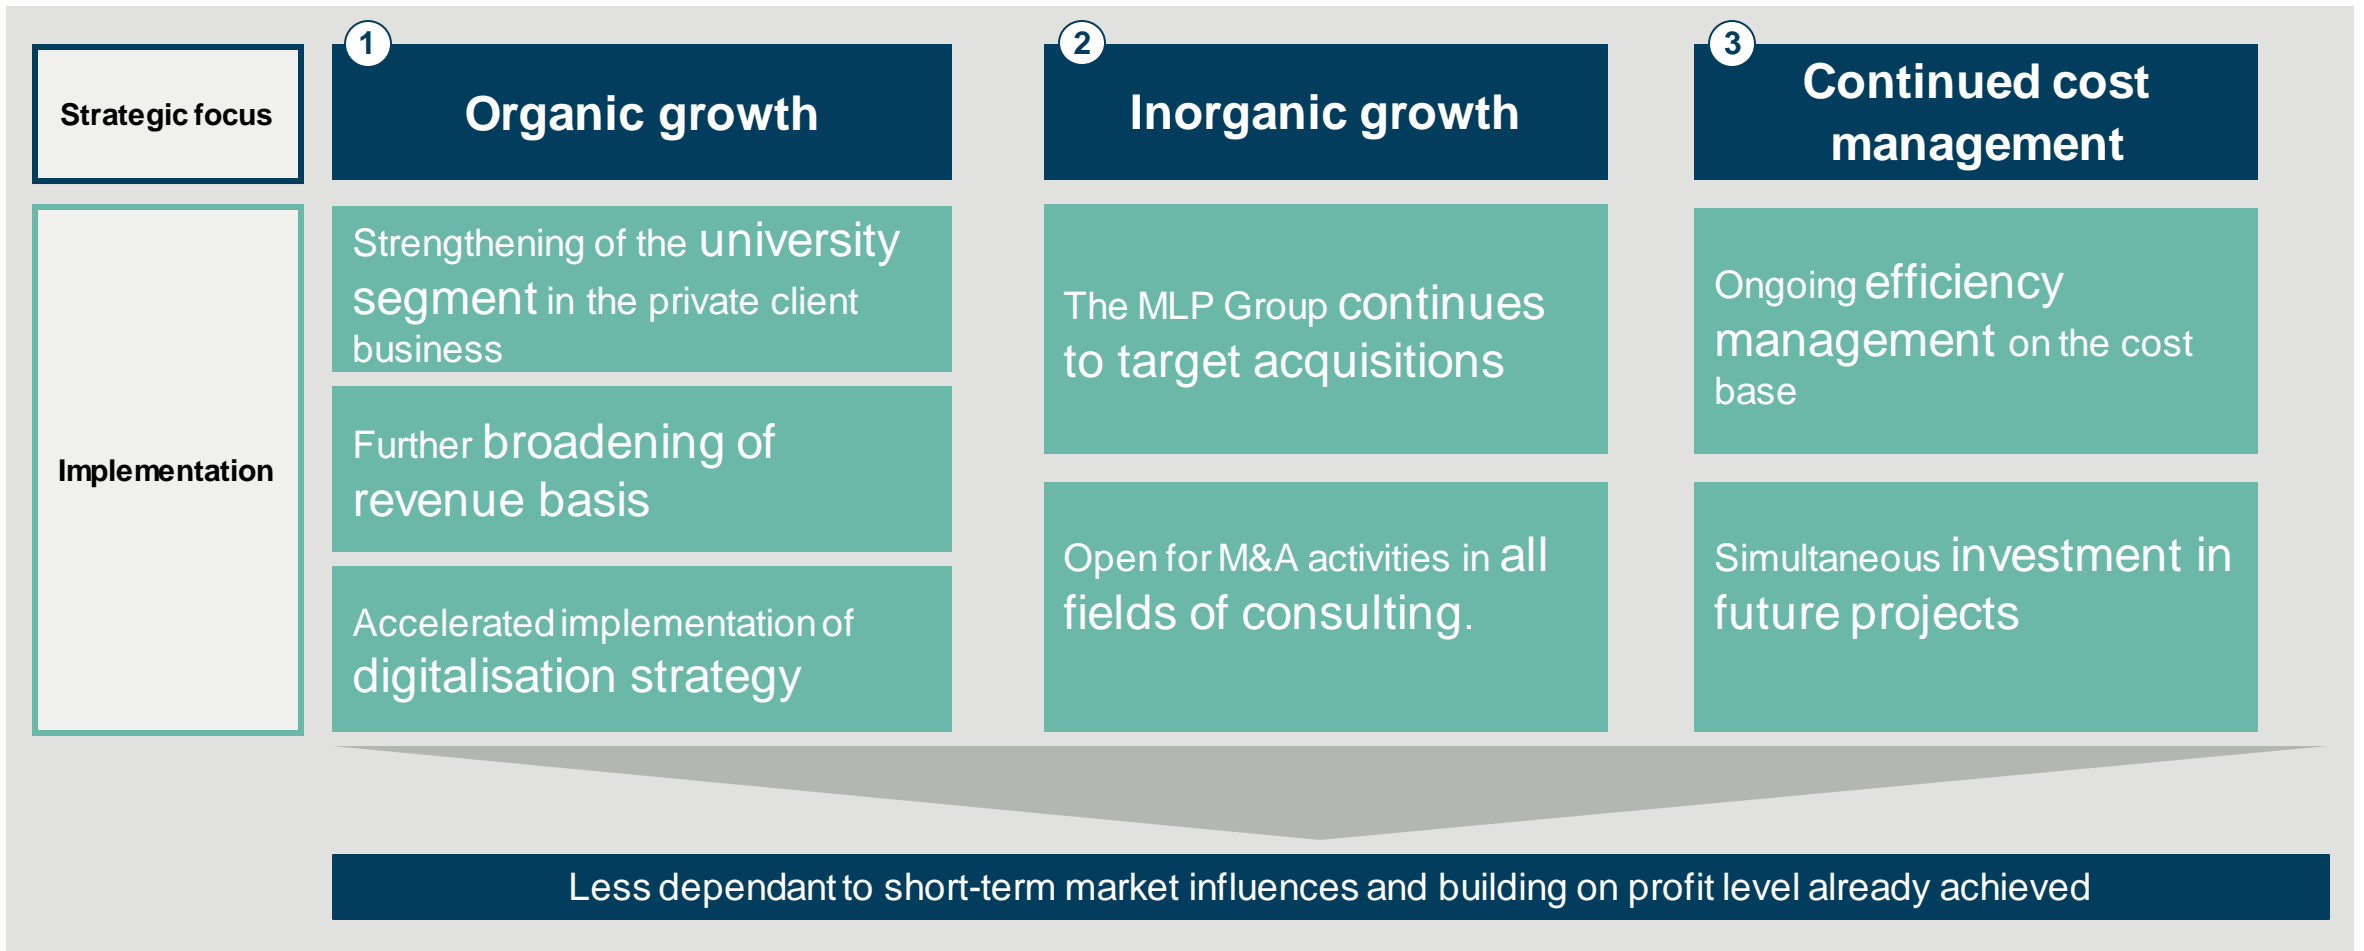 Strategic focus
1
Organic growth
2
Inorganic growth
3
Continued cost
management
Implementation
Strengthening of the university
segment in the private client
business
Further broadening of
revenue basis
Accelerated implementation of
digitalisation strategy
The MLP Group continues
to target acquisitions
Open for M&A activities in all
fields of consulting.
Ongoing efficiency
management on the cost
base
Simultaneous investment in
future projects
Less dependant to short-term market influences and building on profit level already achieved